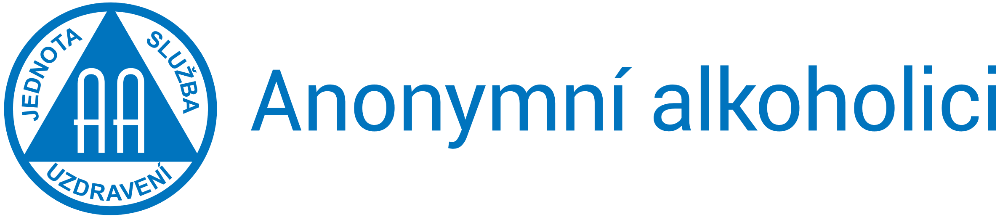 JEDNOTA
SLUŽBA
AA
UZDRAVENÍ
Anonymní alkoholici